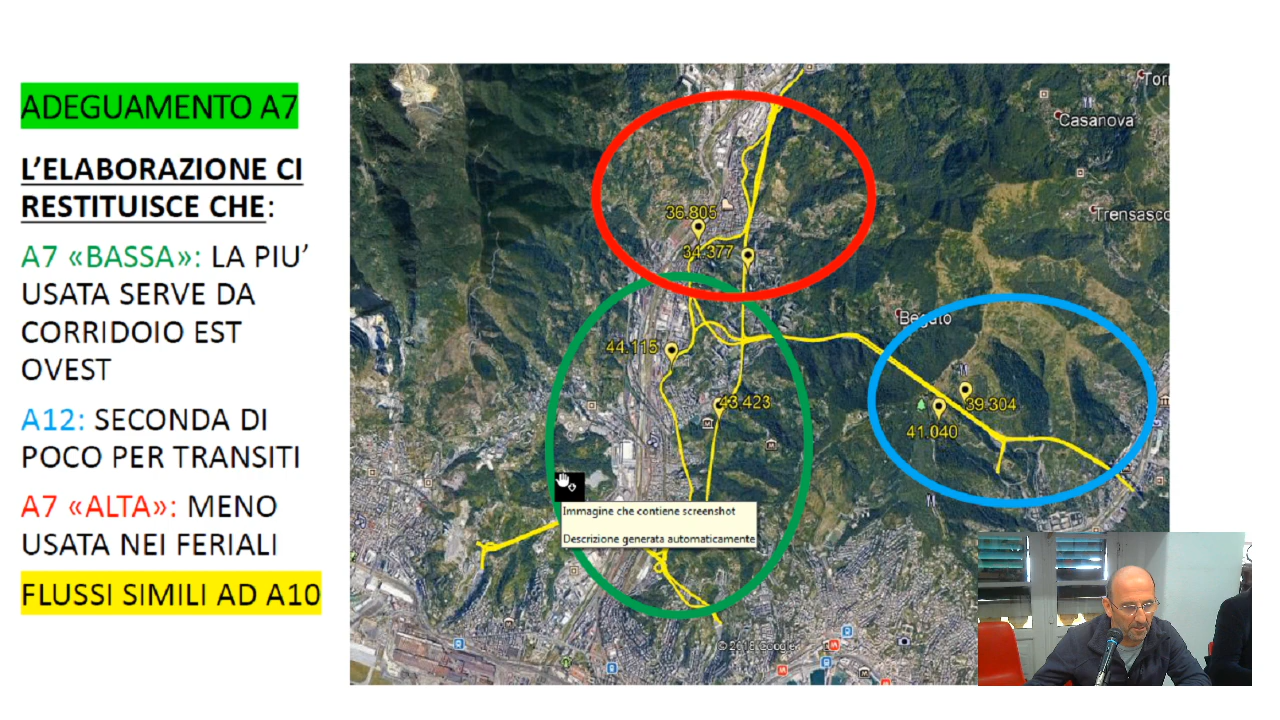 ADEGUAMENTO A7
L'ELABORAZIONE CI
RESTITUISCE CHE:
A7 «BASSA»: LA PIU'
USATA SERVE DA
CORRIDOIO EST
OVEST
A12: SECONDA DI
POCO PER TRANSITI
A7 «ALTA»: MENO
USATA NEI FERIALI
FLUSSI SIMILI AD A10
Casanova
Trensasco
36.805
34.377
Begato
44.115
43.423
39.304
41.040
Immagine che contiene screenshot
Descrizione generata automaticamente
© 2018 Google